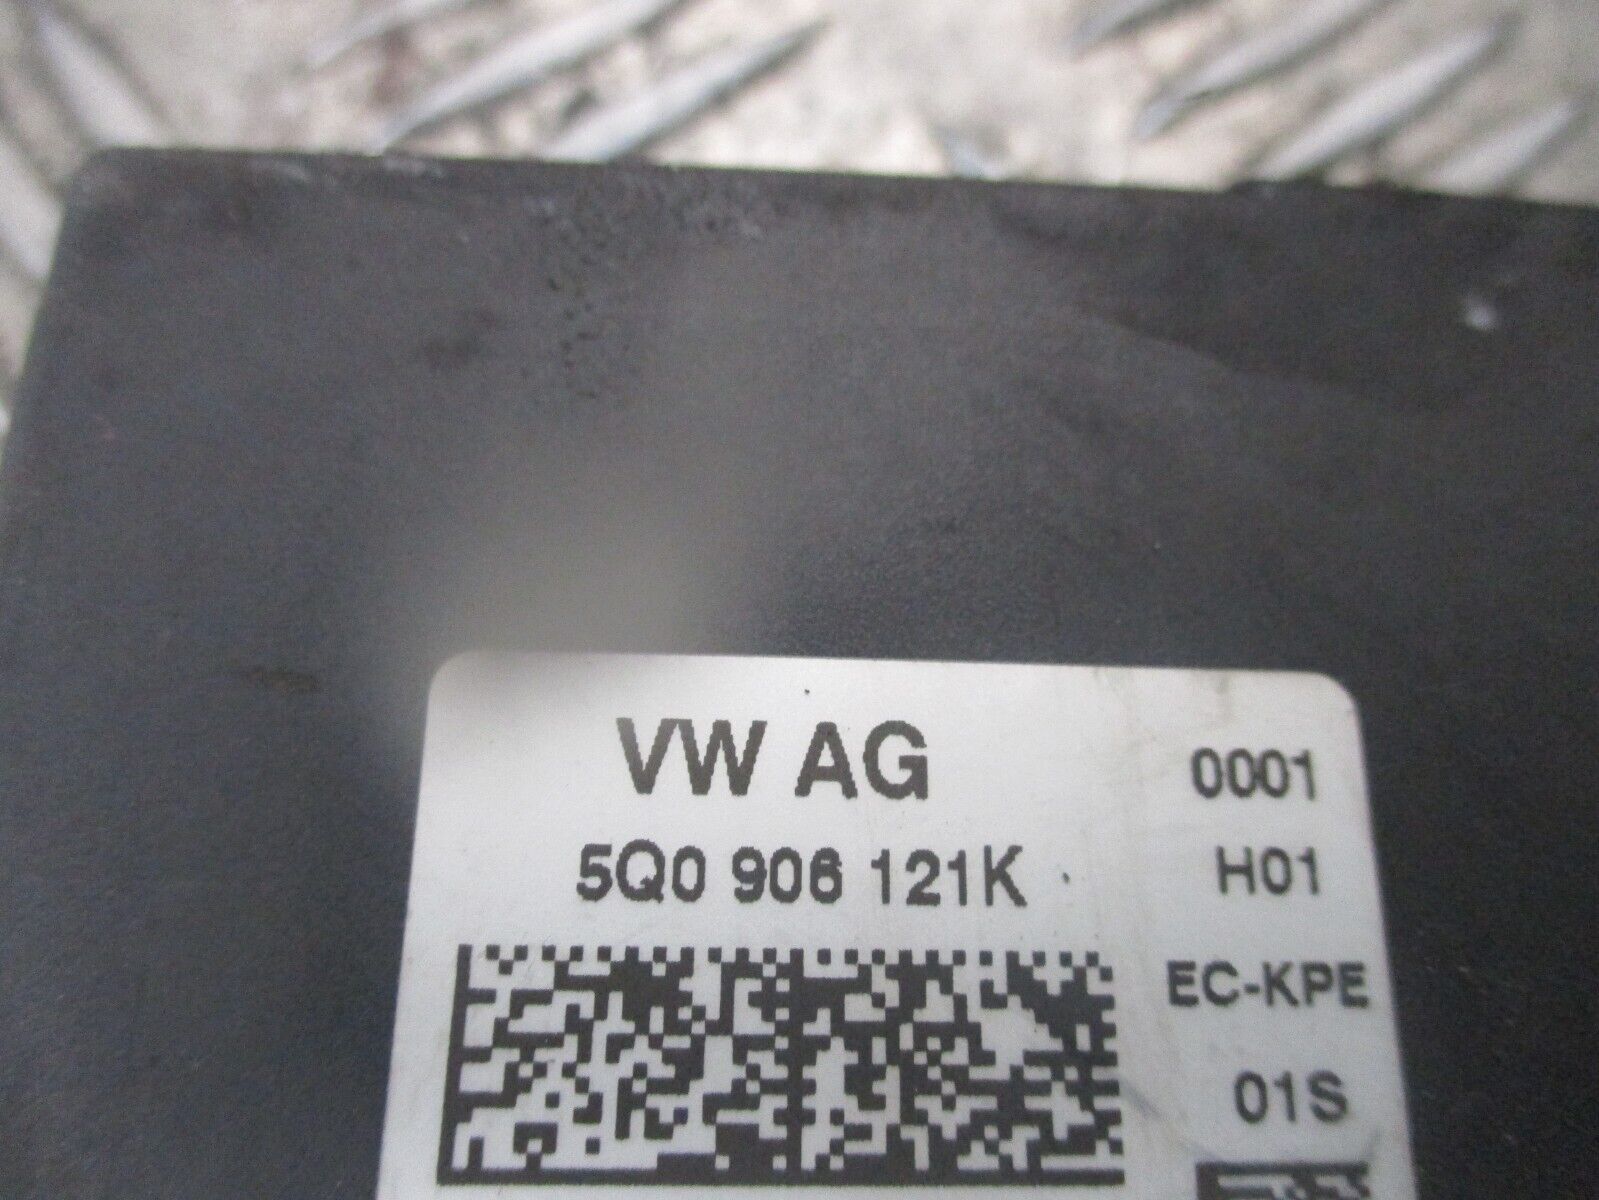 VW AG
0001
5Q0 906 121K
H01
EC-KPE
01S